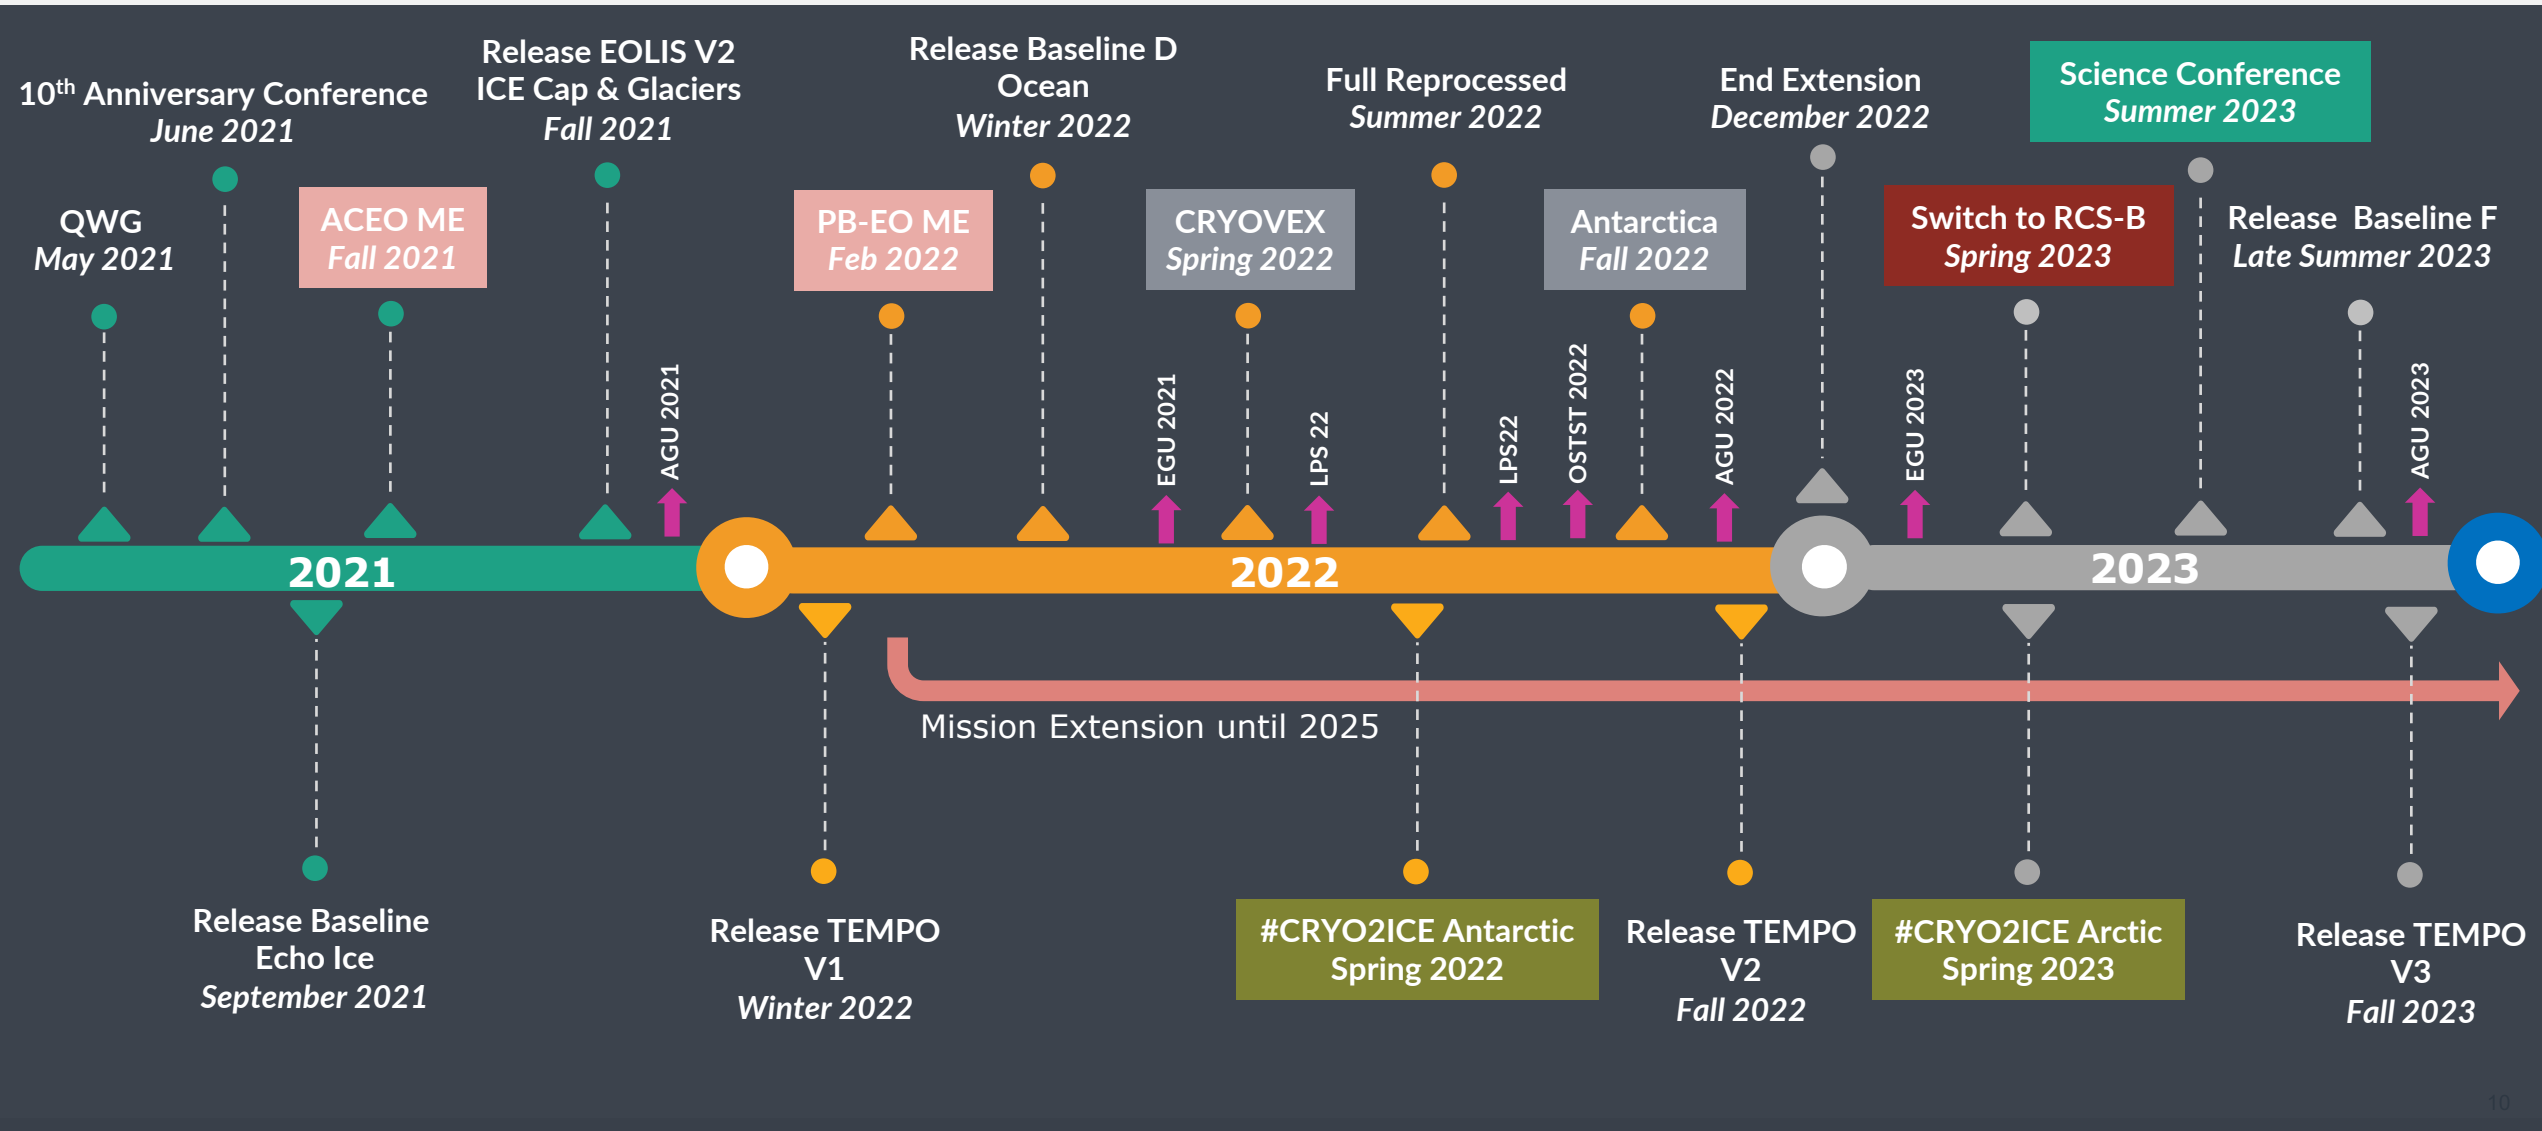 10th Anniversary Conference
June 2021
Release EOLIS V2
ICE Cap & Glaciers
Fall 2021
Release Baseline D
Ocean
Winter 2022
Full Reprocessed
Summer 2022
End Extension
December 2022
Science Conference
Summer 2023
QWG
May 2021
ACEO ME
Fall 2021
PB-EO ME
Feb 2022
CRYOVEX
Spring 2022
Antarctica
Fall 2022
Switch to RCS-B
Spring 2023
Release Baseline F
Late Summer 2023
AGU 2021
EGU 2021
LPS 22
LPS22
OSTST 2022
AGU 2022
EGU 2023
AGU 2023
2021
2022
2023
Mission Extension until 2025
Release Baseline
Echo Ice
September 2021
Release TEMPO
V1
Winter 2022
#CRYO2ICE Antarctic
Spring 2022
Release TEMPO
V2
Fall 2022
#CRYO2ICE Arctic
Spring 2023
Release TEMPO
V3
Fall 2023
10